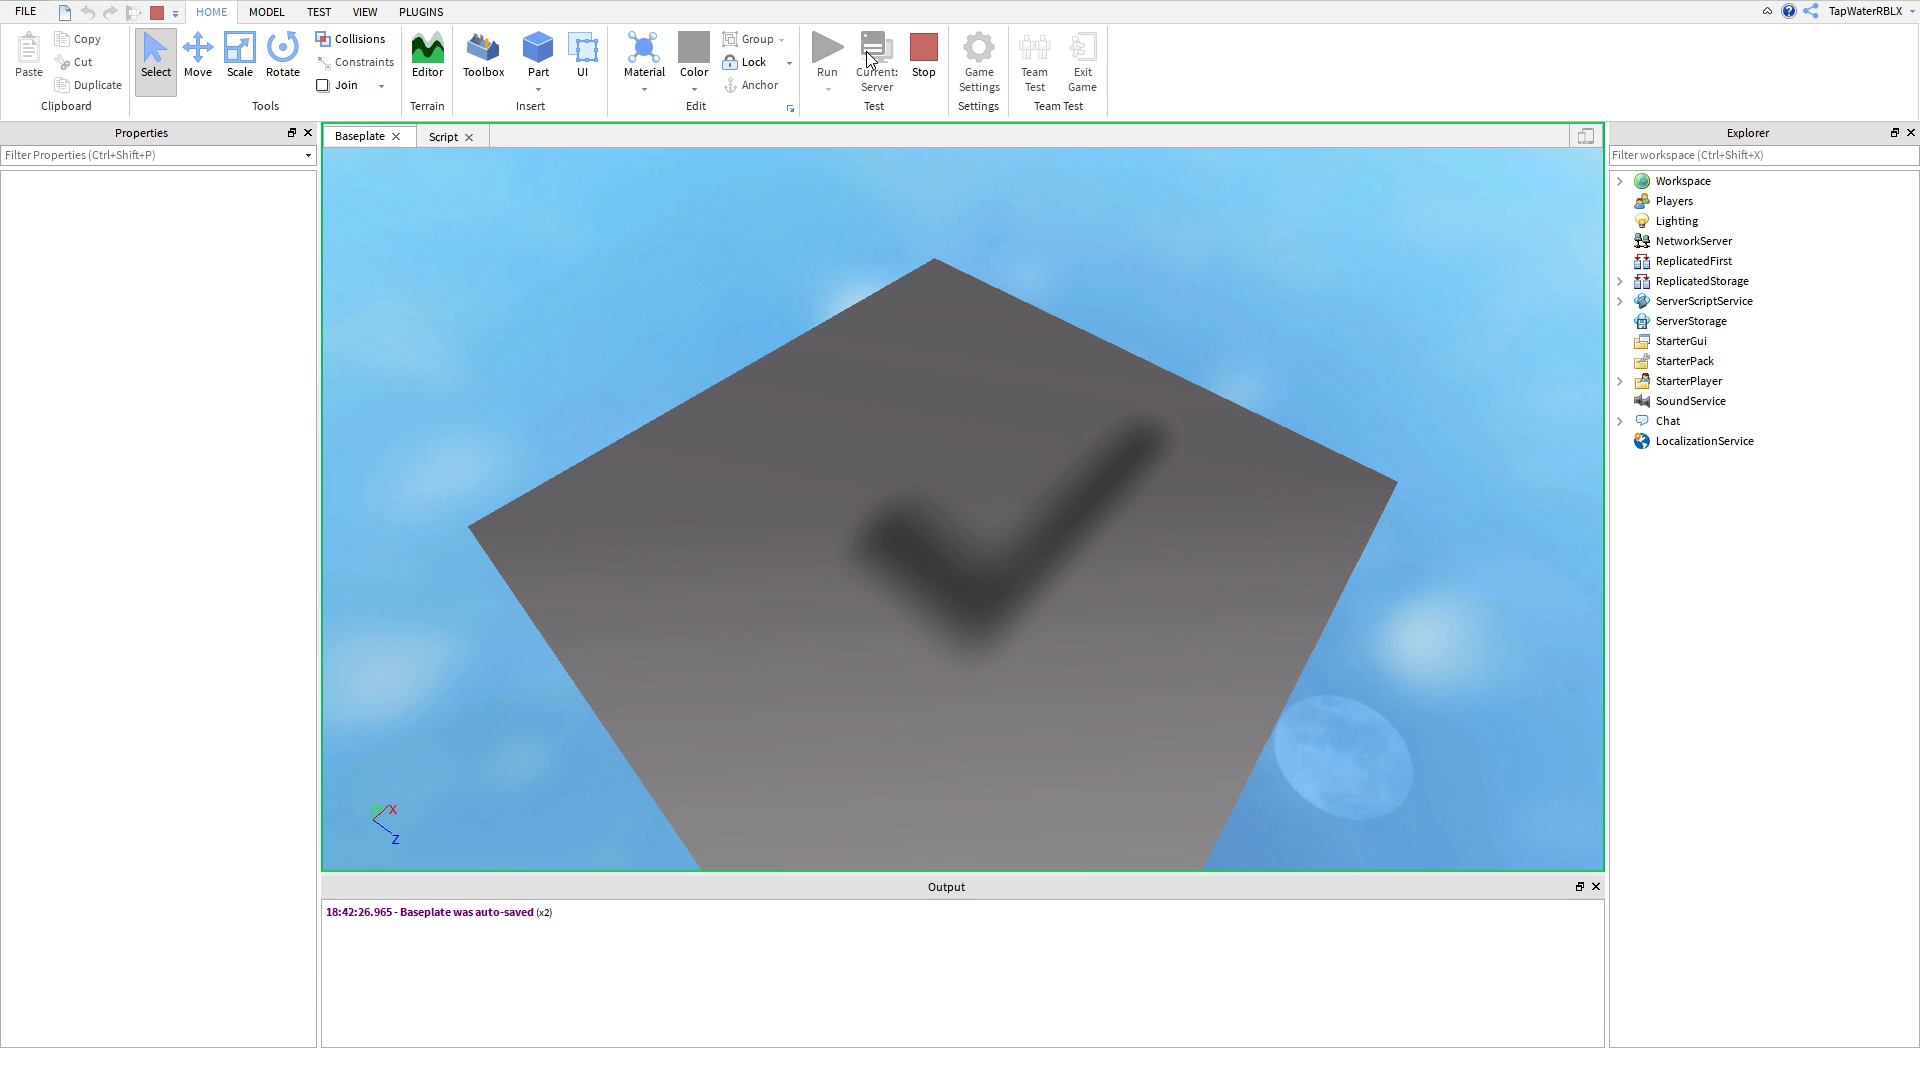 FILE HOME MODEL TEST VIEW PLUGINS TapWaterRBLX
Paste Copy Cut Duplicate
Clipboard
Select Move Scale Rotate Collisions Constraints Join
Tools
Editor
Terrain
Toolbox Part UI
Insert
Material Color Group Lock Anchor
Edit
Run Current: Server Stop
Test
Game Settings
Settings
Team Test Exit Game
Team Test
Properties
Filter Properties (Ctrl+Shift+P)
Baseplate Script
Y X
Z
Output
18:42:26.965 - Baseplate was auto-saved (x2)
Explorer
Filter workspace (Ctrl+Shift+X)
Workspace
Players
Lighting
NetworkServer
ReplicatedFirst
ReplicatedStorage
ServerScriptService
ServerStorage
StarterGui
StarterPack
StarterPlayer
SoundService
Chat
LocalizationService